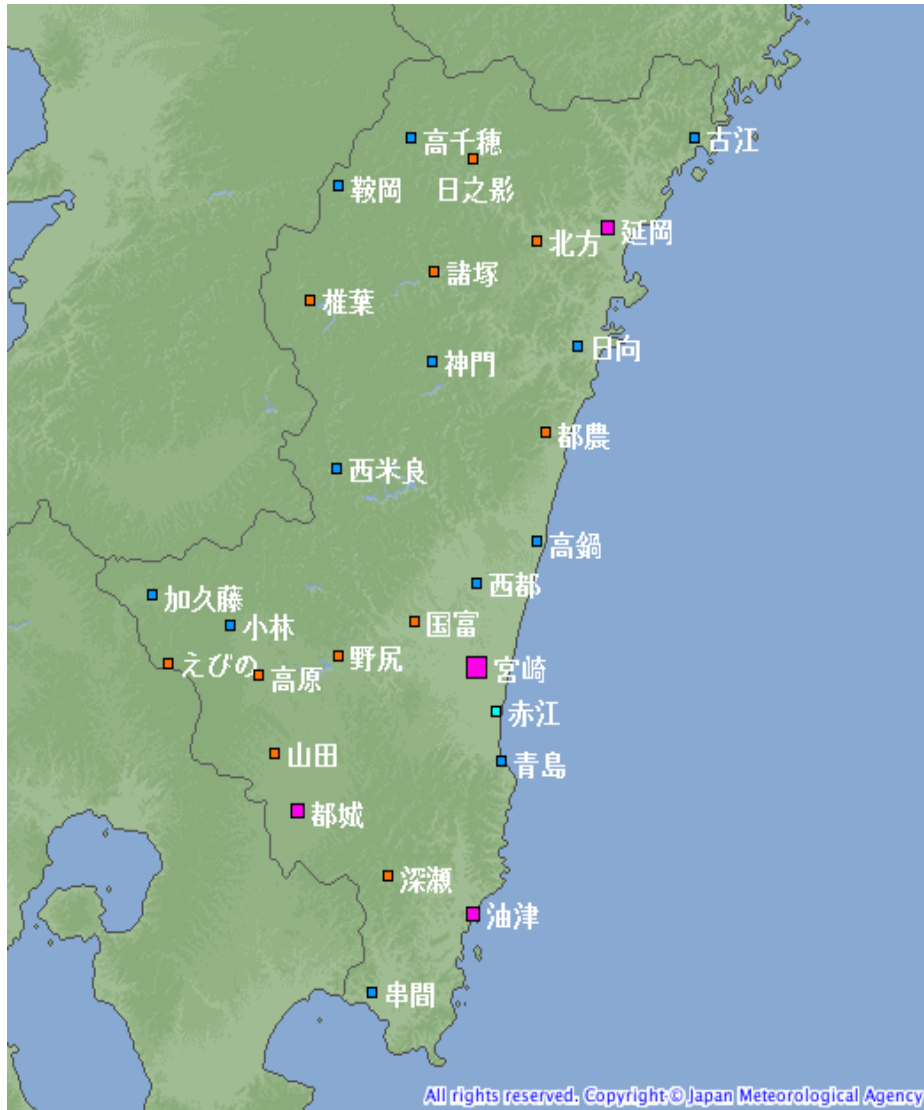 高千穂
古江
日之影
鞍岡
延岡
北方
諸塚
椎葉
日向
神門
都農
西米良
高鍋
西都
加久藤
国富
小林
野尻
えびの
宮崎
高原
赤江
山田
青島
都城
深瀬
油津
串間
All rights reserved. Copyright © Japan Meteorological Agency